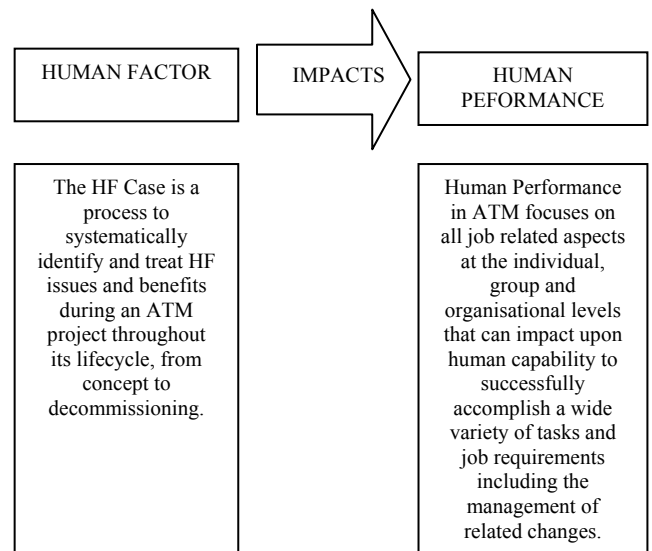 HUMAN FACTOR
IMPACTS
HUMAN
PEFORMANCE
The HF Case is a
process to
systematically
identify and treat HF
issues and benefits
during an ATM
project throughout
its lifecycle, from
concept to
decommissioning.
Human Performance
in ATM focuses on
all job related aspects
at the individual,
group and
organisational levels
that can impact upon
human capability to
successfully
accomplish a wide
variety of tasks and
job requirements
including the
management of
related changes.